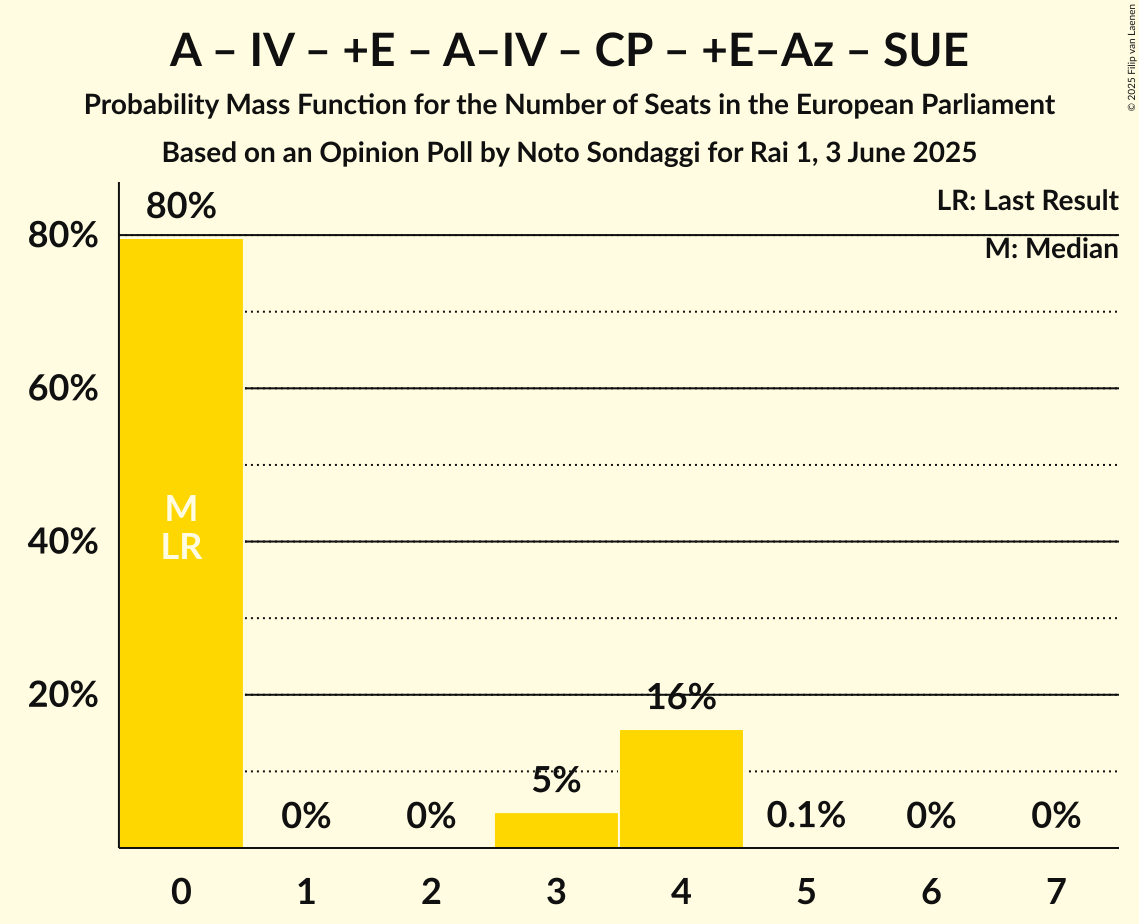 A – IV – +E – A–IV – CP – +E–Az – SUE
Probability Mass Function for the Number of Seats in the European Parliament
Based on an Opinion Poll by Noto Sondaggi for Rai 1, 3 June 2025
© 2025 Filip van Laenen
LR: Last Result
M: Median
80%
60%
40%
20%
80%
M
LR
0%
0%
5%
16%
0.1%
0%
0%
0 1 2 3 4 5 6 7